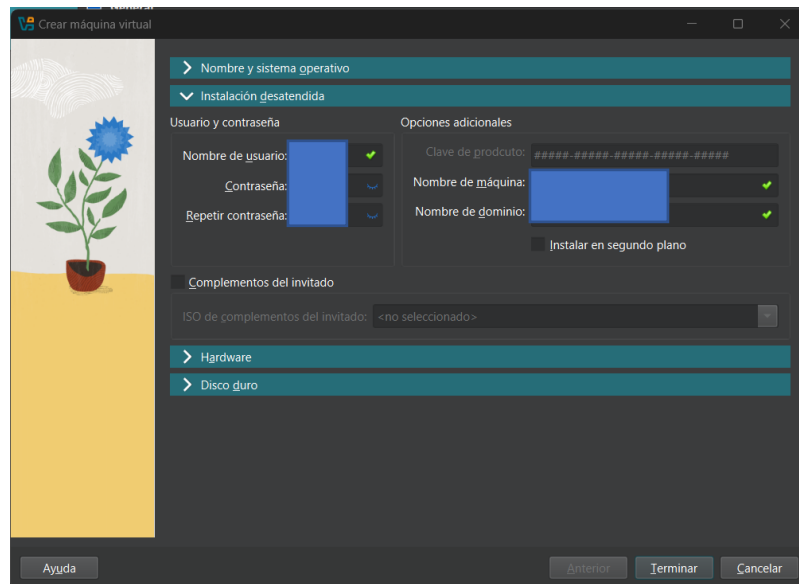 General
Crear máquina virtual
Nombre y sistema operativo
Instalación desatendida
Usuario y contraseña
Nombre de usuario:
Contraseña:
Repetir contraseña:
Opciones adicionales
Clave de prodcuto: #####-#####-#####-#####-#####
Nombre de máquina:
Nombre de dominio:
Instalar en segundo plano
Complementos del invitado
ISO de complementos del invitado: <no seleccionado>
Hardware
Disco duro
Ayuda Anterior Terminar Cancelar